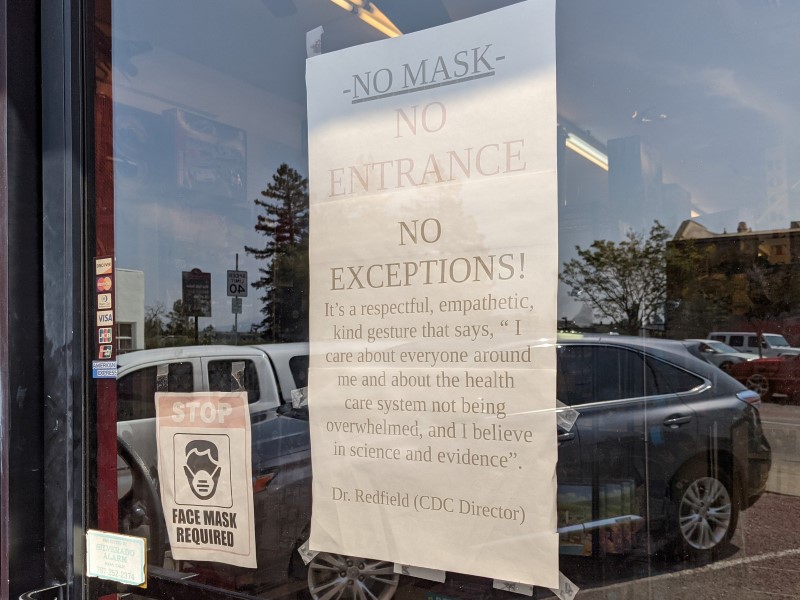 -NO MASK-
NO
ENTRANCE
NO
EXCEPTIONS!
It's a respectful, empathetic,
kind gesture that says, “ I
care about everyone around
me and about the health
care system not being
overwhelmed, and I believe
in science and evidence”.
Dr. Redfield (CDC Director)
STOP
FACE MASK
REQUIRED
VISA
AMERICAN
EXPRESS
SILVERADO
ALARM
SPEED
LIMIT
40